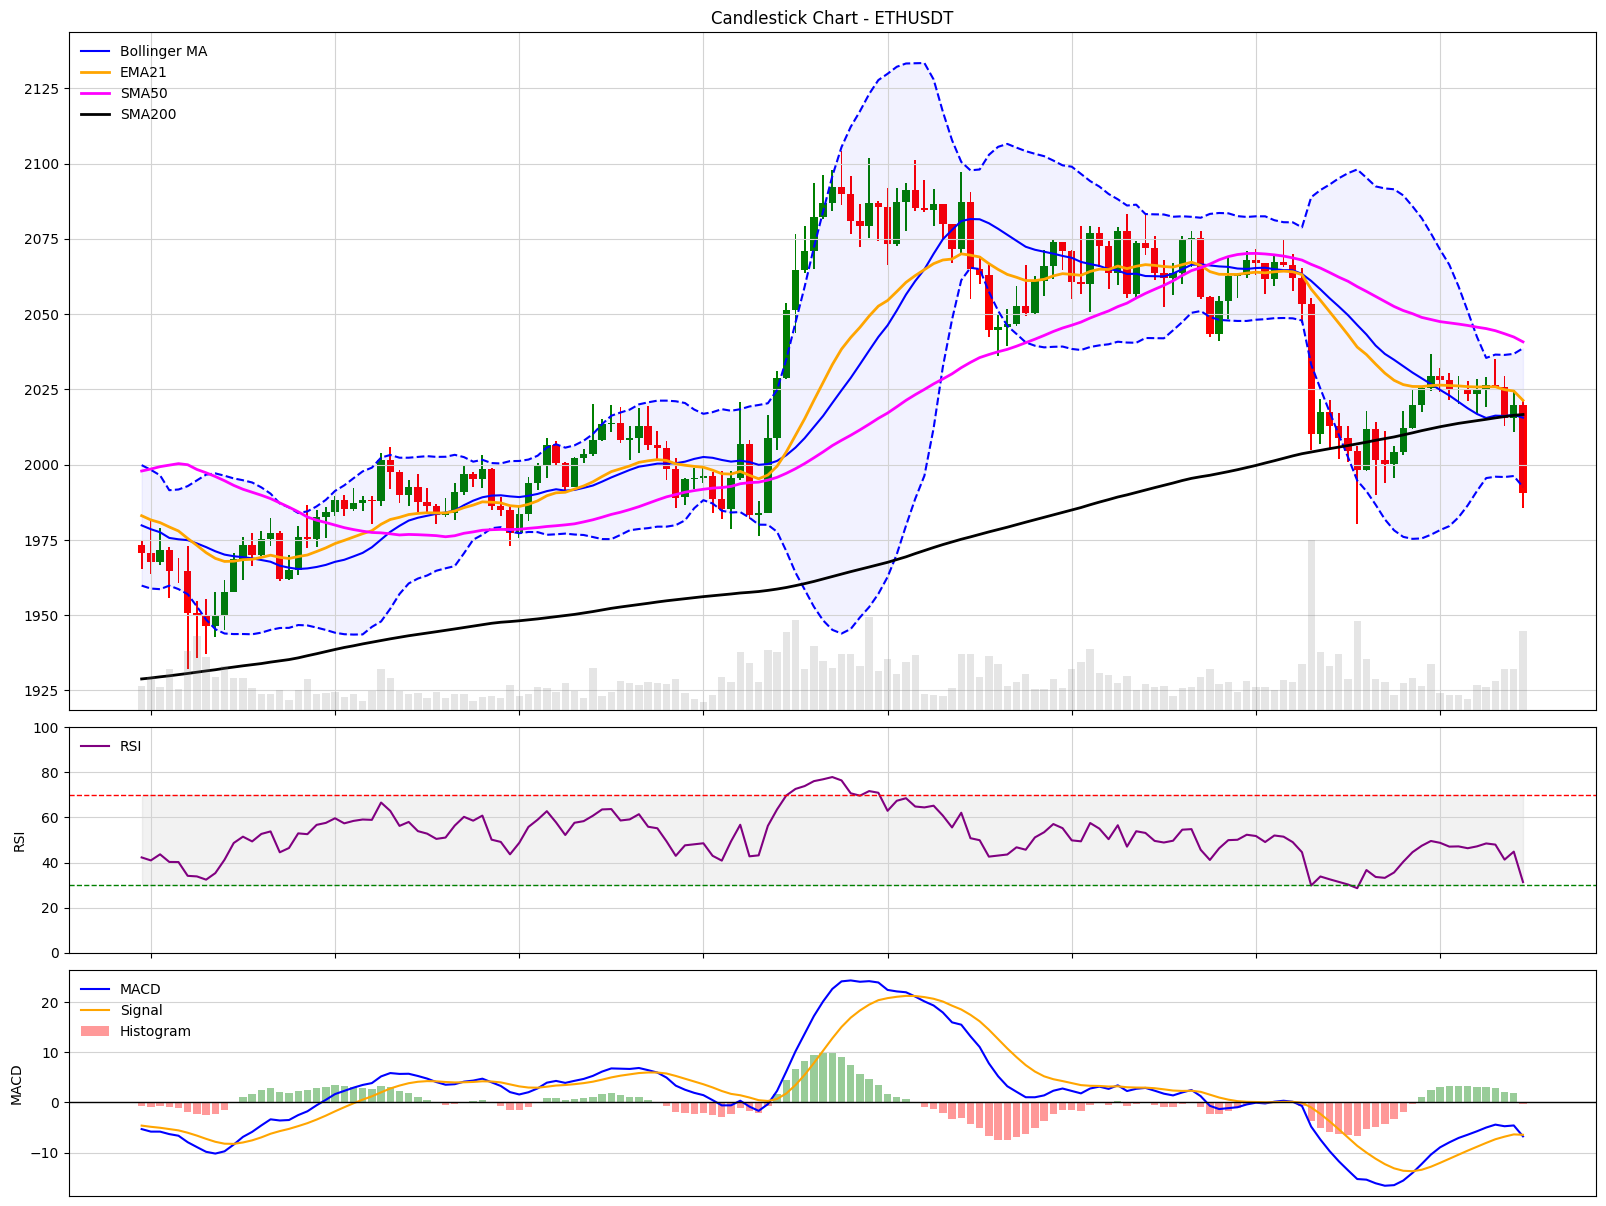 Candlestick Chart - ETHUSDT
Bollinger MA
EMA21
SMA50
SMA200
2125
2100
2075
2050
2025
2000
1975
1950
1925
RSI
RSI
100
80
60
40
20
0
MACD
MACD
Signal
Histogram
20
10
0
−10